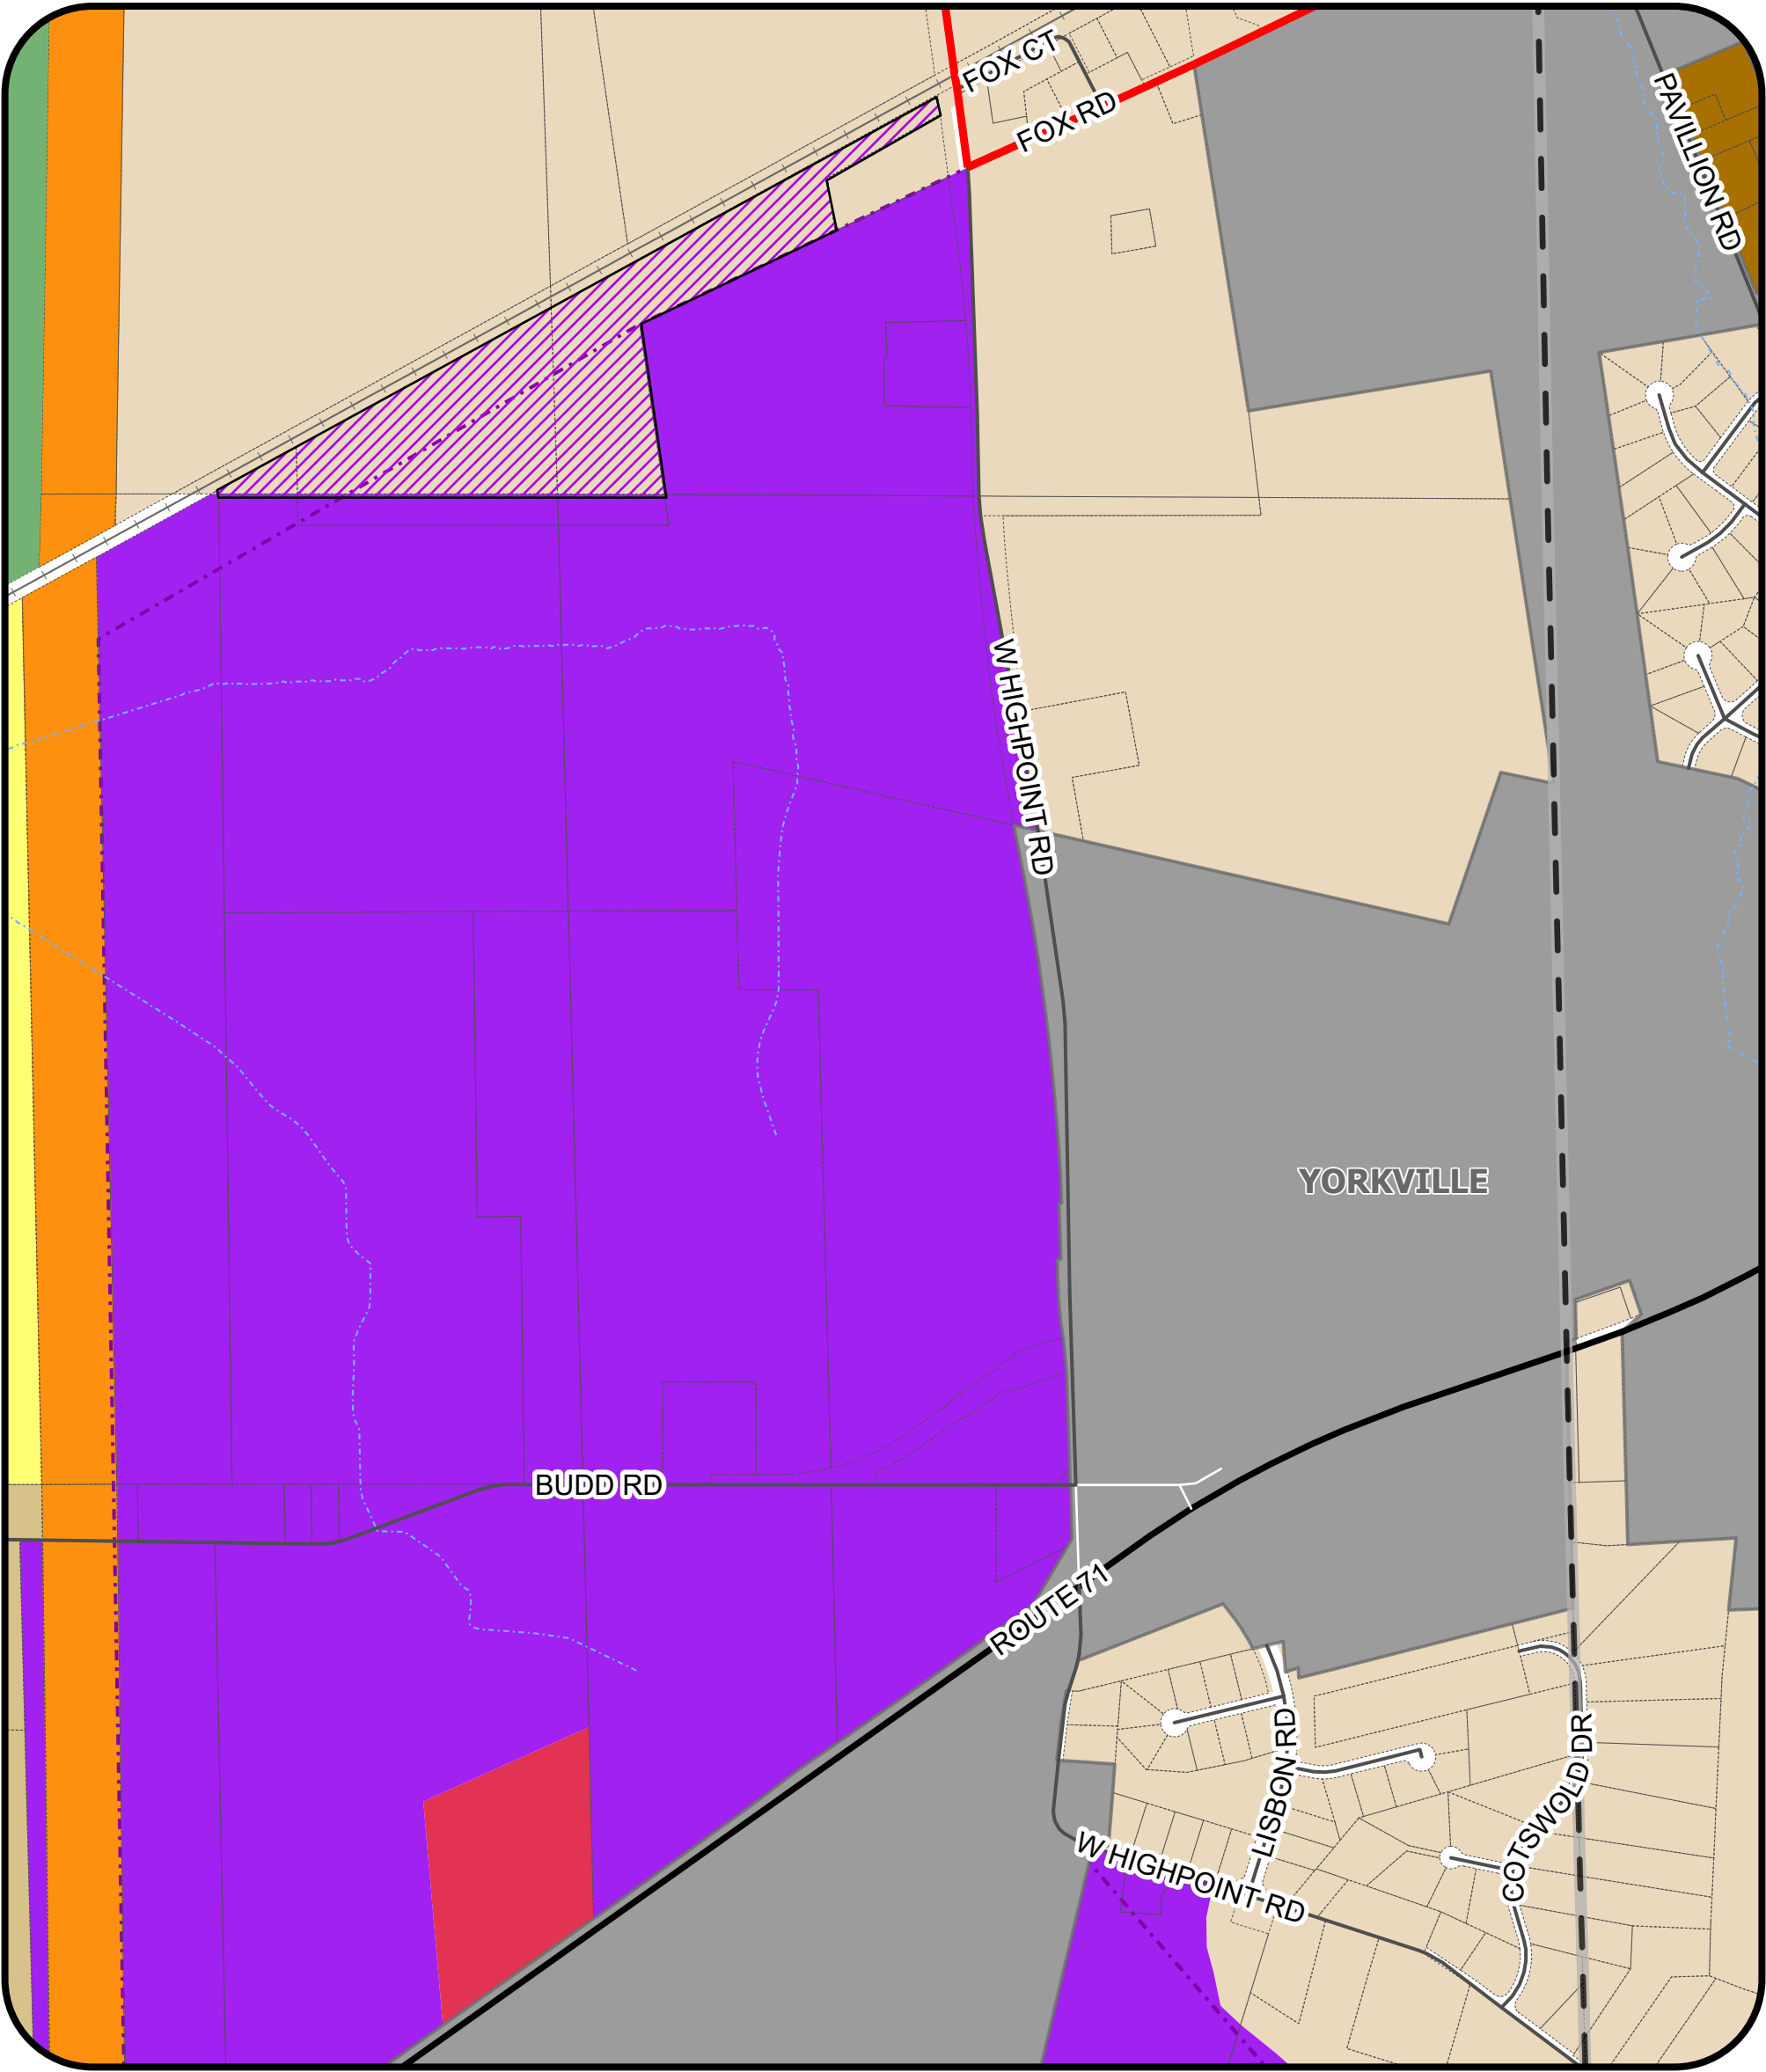 FOX CT
FOX RD
PAVILLION RD
W HIGHPOINT RD
YORKVILLE
BUDD RD
ROUTE 71
LISBON RD
COTSWOLD DR
W HIGHPOINT RD